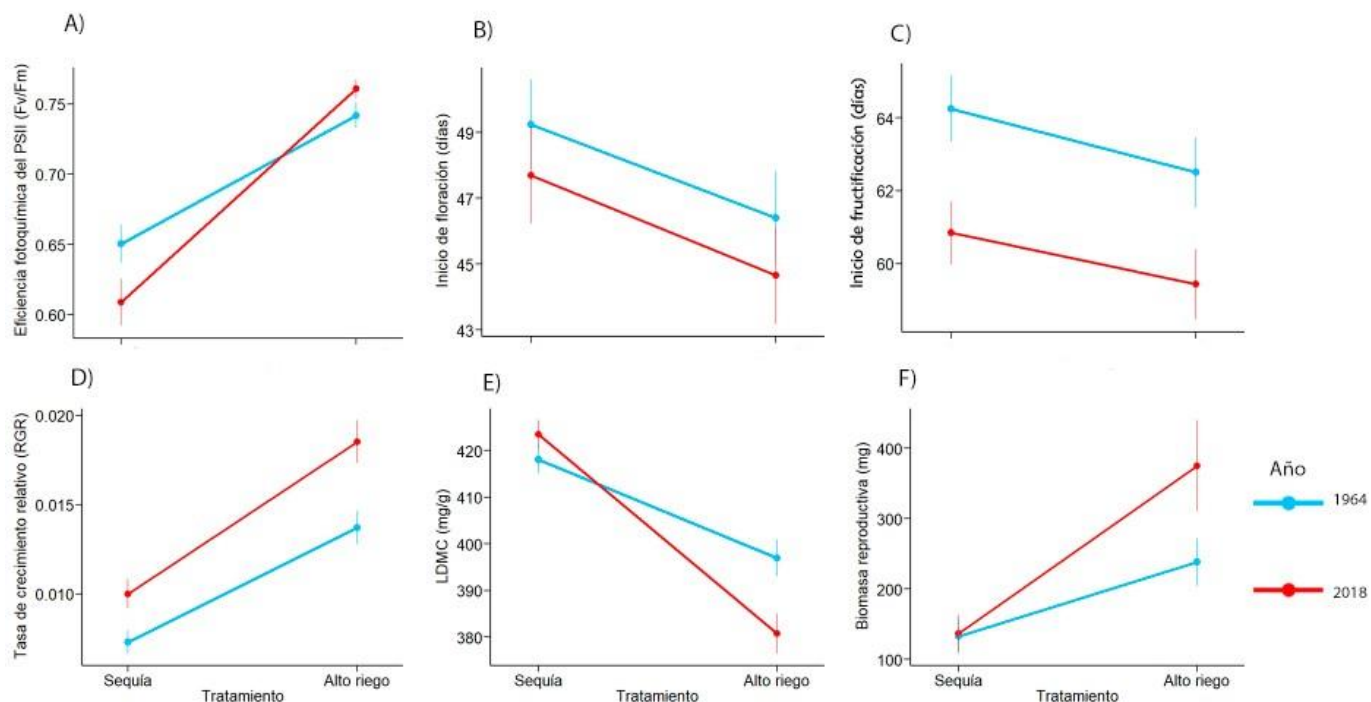 A)
Eficiencia fotoquímica del PSII (Fv/Fm)
0.75
0.70
0.65
0.60
B)
Inicio de floración (días)
49
47
45
43
C)
Inicio de fructificación (días)
64
62
60
D)
Tasa de crecimiento relativo (RGR)
0.020
0.015
0.010
Sequía
Alto riego
Tratamiento
E)
LDMC (mg/g)
420
410
400
390
380
Sequía
Alto riego
Tratamiento
F)
Biomasa reproductiva (mg)
400
300
200
100
Sequía
Alto riego
Tratamiento
Año
1964
2018